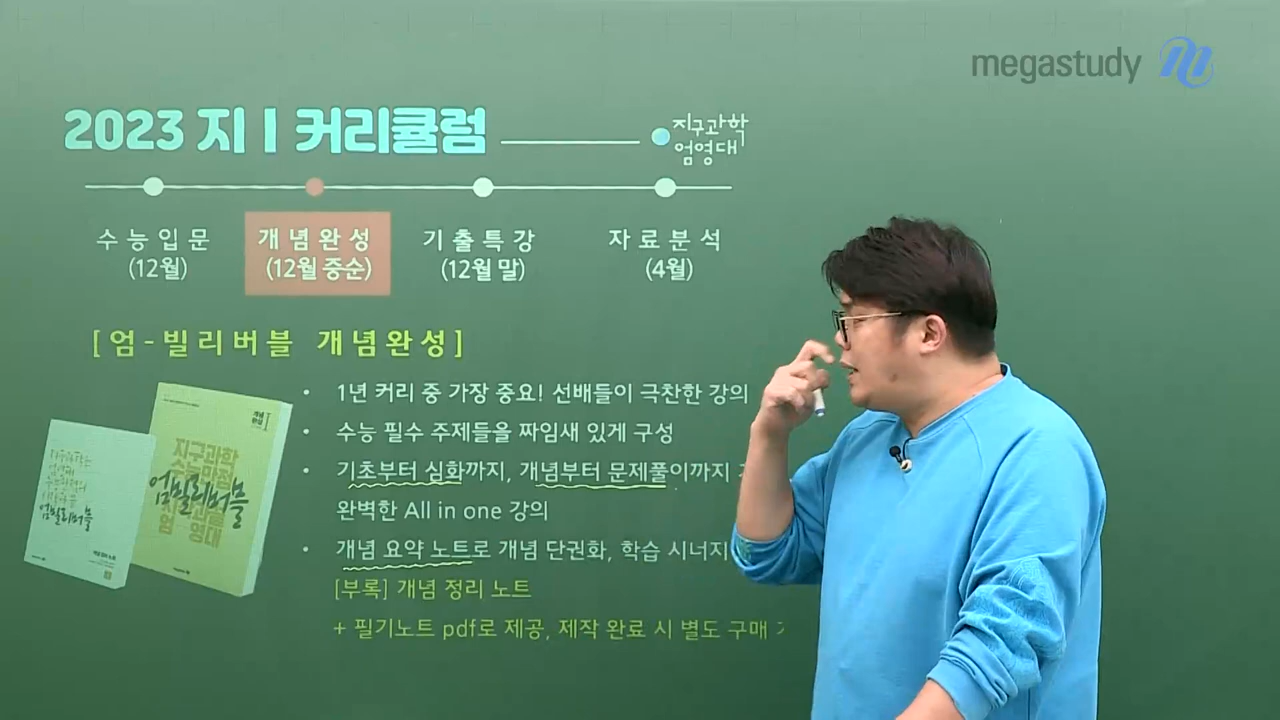 megastudy
2023 지 I 커리큘럼
지구과학
엄영대
수능입문
(12월)
개념완성
(12월 중순)
기출특강
(12월 말)
자료분석
(4월)
[엄-빌리버블 개념완성]
• 1년 커리 중 가장 중요! 선배들이 극찬한 강의
• 수능 필수 주제들을 짜임새 있게 구성
• 기초부터 심화까지, 개념부터 문제풀이까지
완벽한 All in one 강의
• 개념 요약 노트로 개념 단권화, 학습 시너지
[부록] 개념 정리 노트
+ 필기노트 pdf로 제공, 제작 완료 시 별도 구매
엄빌리버블
지구과학
엄빌리버블
엄영대